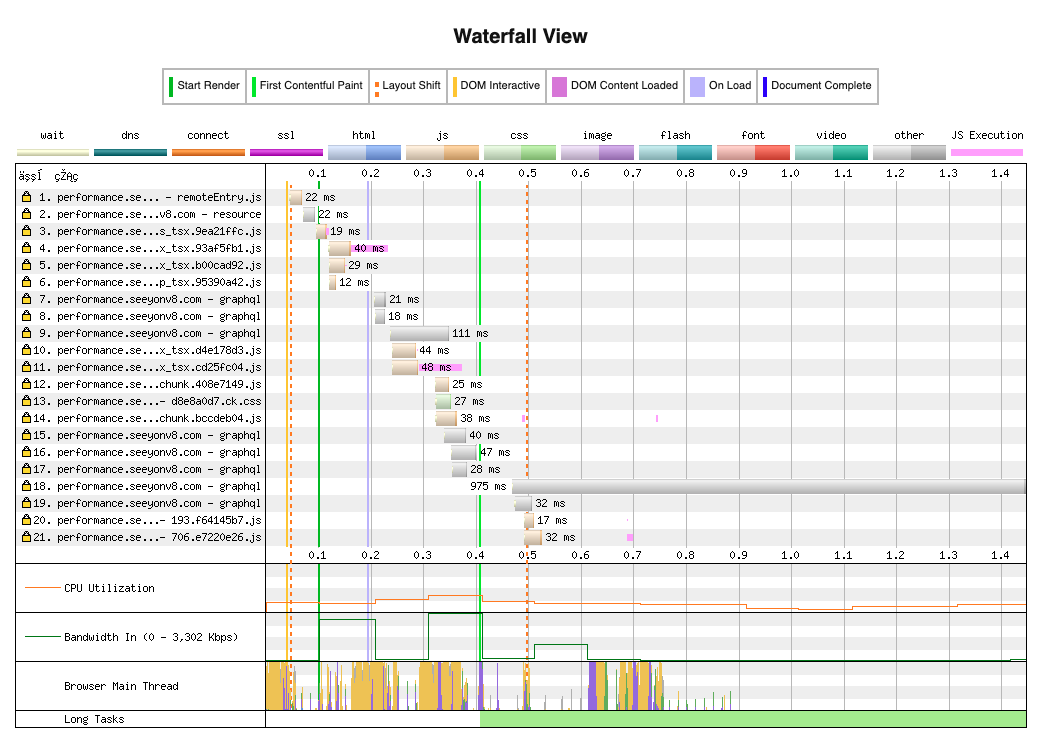 Waterfall View
Start Render First Contentful Paint Layout Shift DOM Interactive DOM Content Loaded On Load Document Complete
wait dns connect ssl html js css image flash font video other JS Execution
äşşÍ çŽĄç
0.1 0.2 0.3 0.4 0.5 0.6 0.7 0.8 0.9 1.0 1.1 1.2 1.3 1.4
1. performance.se... - remoteEntry.js 22 ms
2. performance.se...v8.com - resource 22 ms
3. performance.se...s_tsx.9ea21ffc.js 19 ms
4. performance.se...x_tsx.93af5fb1.js 40 ms
5. performance.se...x_tsx.b00cad92.js 29 ms
6. performance.se...p_tsx.95390a42.js 12 ms
7. performance.seeyonv8.com - graphql 21 ms
8. performance.seeyonv8.com - graphql 18 ms
9. performance.seeyonv8.com - graphql 111 ms
10. performance.se...x_tsx.d4e178d3.js 44 ms
11. performance.se...x_tsx.cd25fc04.js 48 ms
12. performance.se...chunk.408e7149.js 25 ms
13. performance.se...- d8e8a0d7.ck.css 27 ms
14. performance.se...chunk.bccdeb04.js 38 ms
15. performance.seeyonv8.com - graphql 40 ms
16. performance.seeyonv8.com - graphql 47 ms
17. performance.seeyonv8.com - graphql 28 ms
18. performance.seeyonv8.com - graphql 975 ms
19. performance.seeyonv8.com - graphql 32 ms
20. performance.se...- 193.f64145b7.js 17 ms
21. performance.se...- 706.e7220e26.js 32 ms
0.1 0.2 0.3 0.4 0.5 0.6 0.7 0.8 0.9 1.0 1.1 1.2 1.3 1.4
CPU Utilization
Bandwidth In (0 - 3,302 Kbps)
Browser Main Thread
Long Tasks